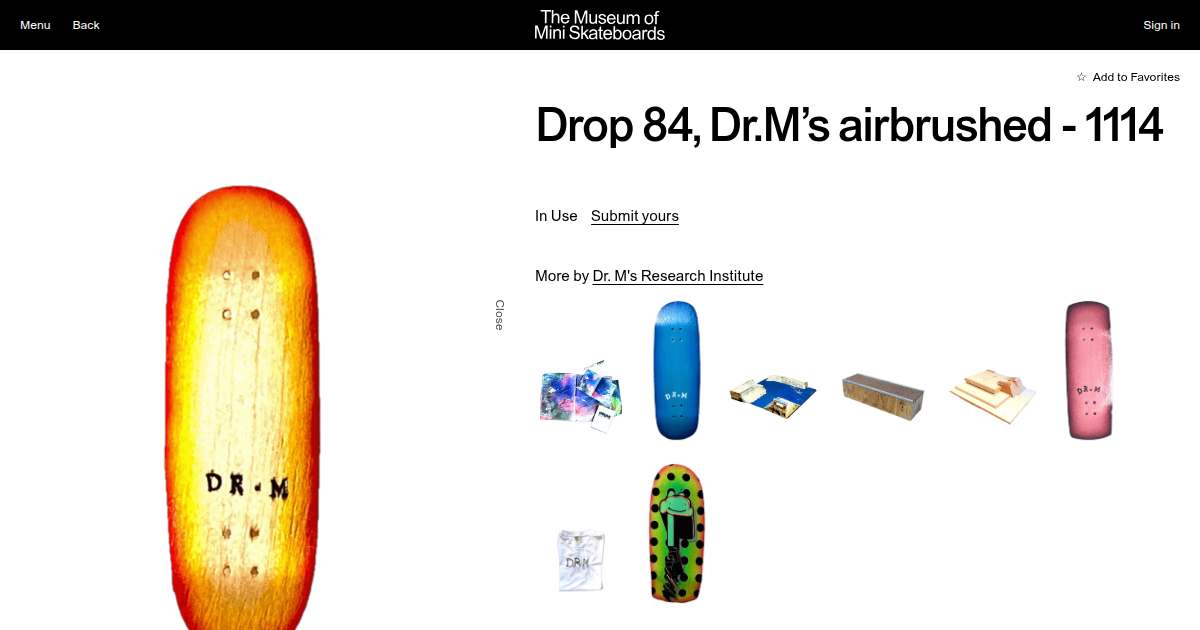 Menu
Back
The Museum of
Mini Skateboards
Sign in
☆ Add to Favorites
Drop 84, Dr.M’s airbrushed - 1114
In Use
Submit yours
More by Dr. M's Research Institute
Close
DR.M
DR.M
DR.M
DRM